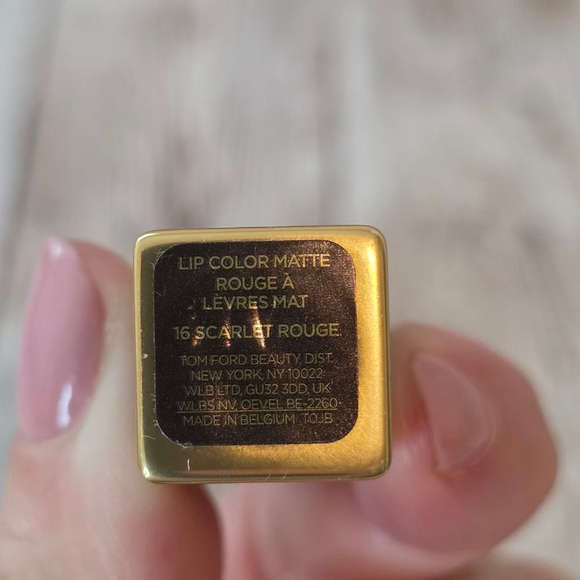 LIP COLOR MATTE
ROUGE À
LÈVRES MAT
16 SCARLET ROUGE
TOM FORD BEAUTY, DIST.
NEW YORK, NY 10022
WLB LTD, GU32 3DD, UK
WLBS NV, OEVEL BE-2260
MADE IN BELGIUM T0JB